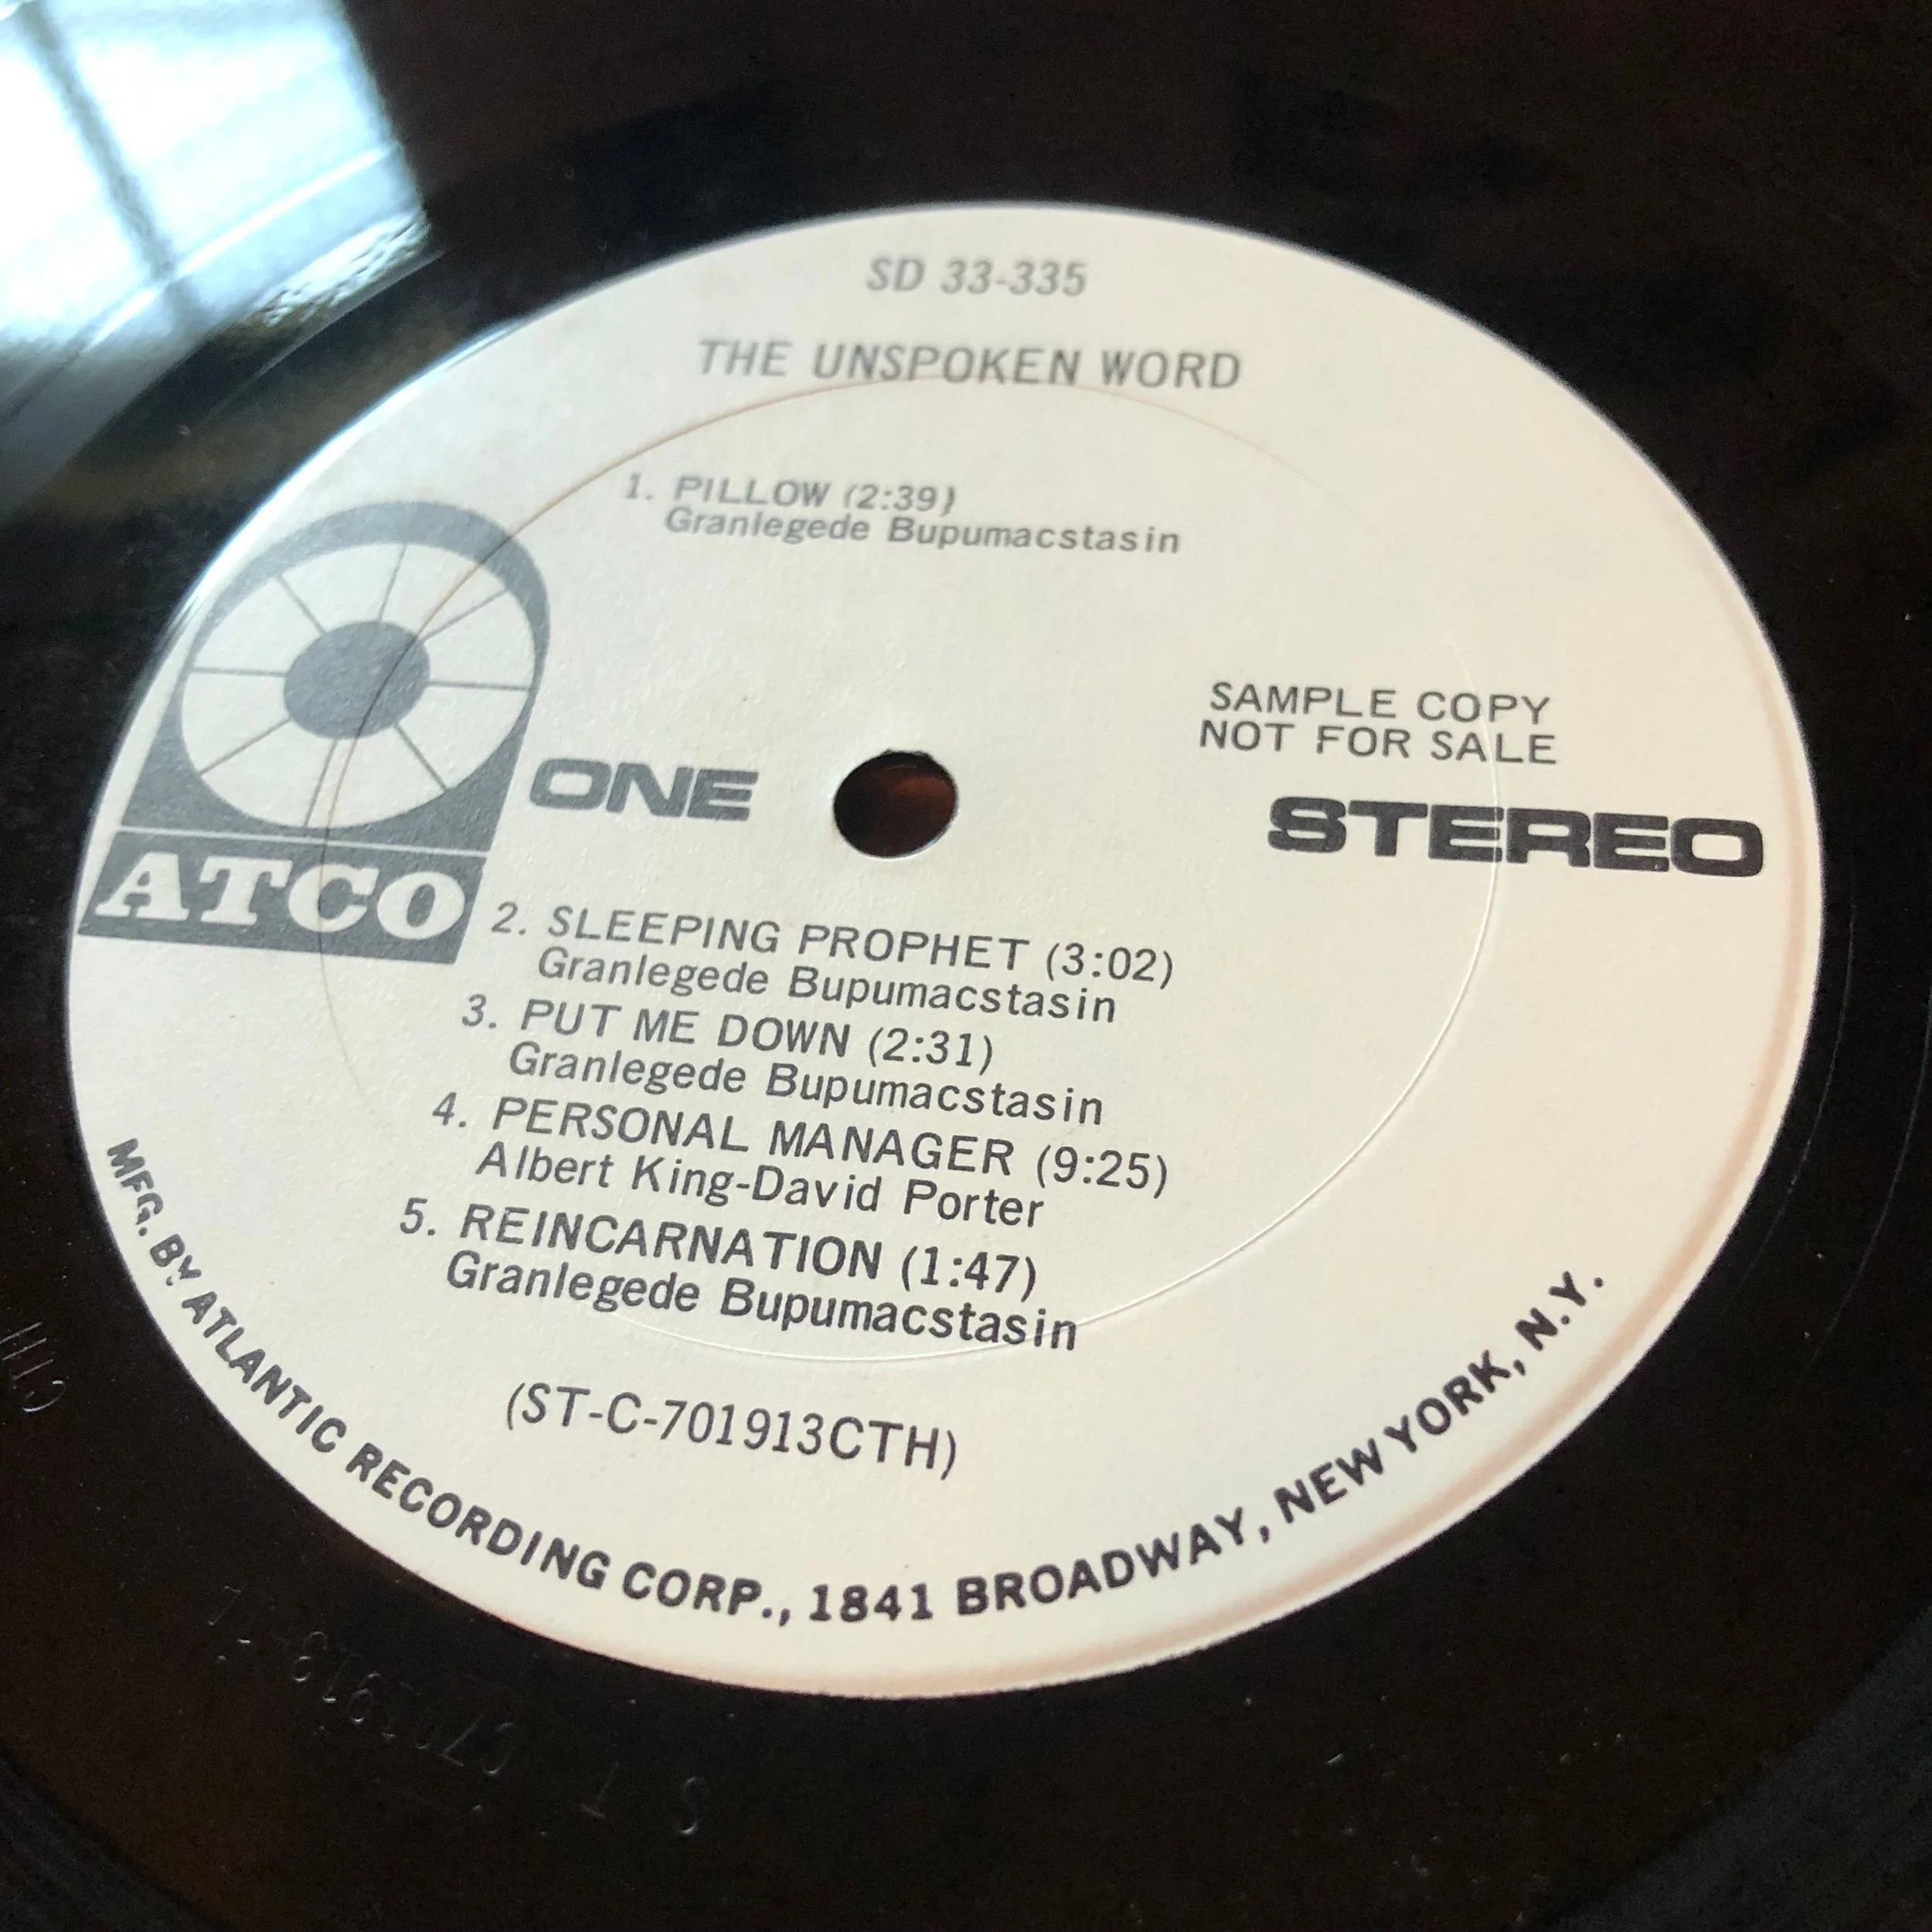 SD 33-335
THE UNSPOKEN WORD
1. PILLOW (2:39)
Granlegede Bupumacstasin
SAMPLE COPY
NOT FOR SALE
ONE
STEREO
ATCO
2. SLEEPING PROPHET (3:02)
Granlegede Bupumacstasin
3. PUT ME DOWN (2:31)
Granlegede Bupumacstasin
4. PERSONAL MANAGER (9:25)
Albert King-David Porter
5. REINCARNATION (1:47)
Granlegede Bupumacstasin
(ST-C-701913CTH)
MFG. BY ATLANTIC RECORDING CORP., 1841 BROADWAY, NEW YORK, N.Y.
CTH